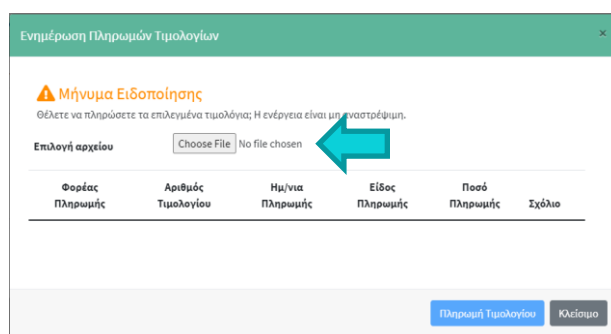 Ενημέρωση Πληρωμών Τιμολογίων
×
Μήνυμα Ειδοποίησης
Θέλετε να πληρώσετε τα επιλεγμένα τιμολόγια; Η ενέργεια είναι μη αναστρέψιμη.
Επιλογή αρχείου Choose File No file chosen
Φορέας Αριθμός Ημ/νια Είδος Ποσό
Πληρωμής Τιμολογίου Πληρωμής Πληρωμής Πληρωμής Σχόλιο
Πληρωμή Τιμολογίου Κλείσιμο